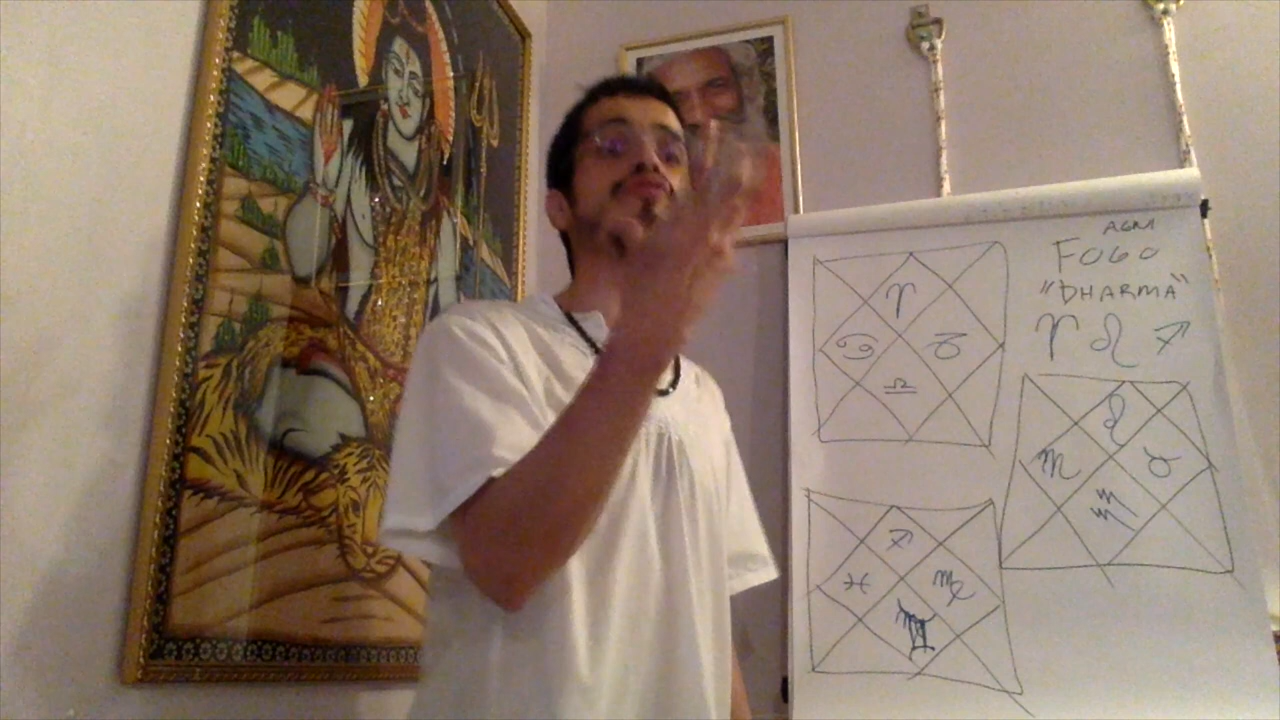 AGNI
FOGO
"DHARMA"
♈ ♌ ♐
♈
♋ ♑
♎
♌
♏ ♉
♒
♐
♓ ♍
♊